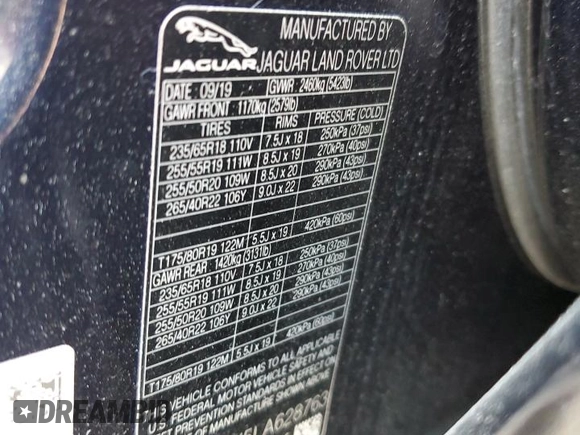 MANUFACTURED BY
JAGUAR JAGUAR LAND ROVER LTD
DATE : 09/19 GVWR : 2460kg (5423lb)
GAWR FRONT : 1170kg (2579lb)
TIRES RIMS PRESSURE (COLD)
235/65R18 110V 7.5J x 18 250kPa (37psi)
255/55R19 111W 8.5J x 19 270kPa (40psi)
255/50R20 109W 8.5J x 20 290kPa (43psi)
265/40R22 106Y 9.0J x 22 290kPa (43psi)
T175/80R19 122M 5.5J x 19 420kPa (60psi)
GAWR REAR : 1420kg (3131lb)
235/65R18 110V 7.5J x 18 250kPa (37psi)
255/55R19 111W 8.5J x 19 270kPa (40psi)
255/50R20 109W 8.5J x 20 290kPa (43psi)
265/40R22 106Y 9.0J x 22 290kPa (43psi)
T175/80R19 122M 5.5J x 19 420kPa (60psi)
VEHICLE CONFORMS TO ALL APPLICABLE
U.S FEDERAL MOTOR VEHICLE SAFETY AND
LA628763
DREAMBID